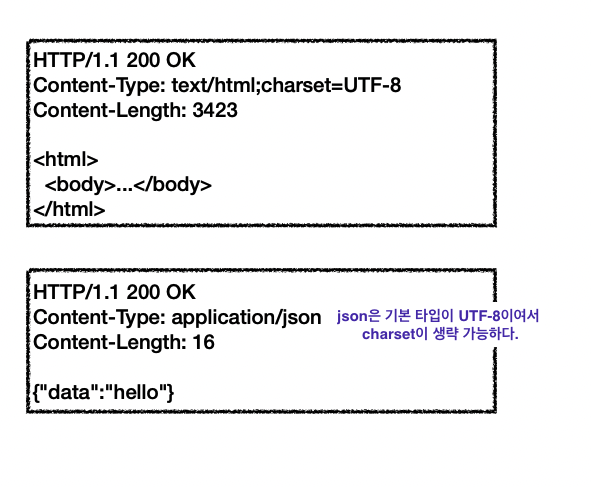 HTTP/1.1 200 OK
Content-Type: text/html;charset=UTF-8
Content-Length: 3423

<html>
  <body>...</body>
</html>

HTTP/1.1 200 OK
Content-Type: application/json
json은 기본 타입이 UTF-8이여서
charset이 생략 가능하다.
Content-Length: 16

{"data":"hello"}